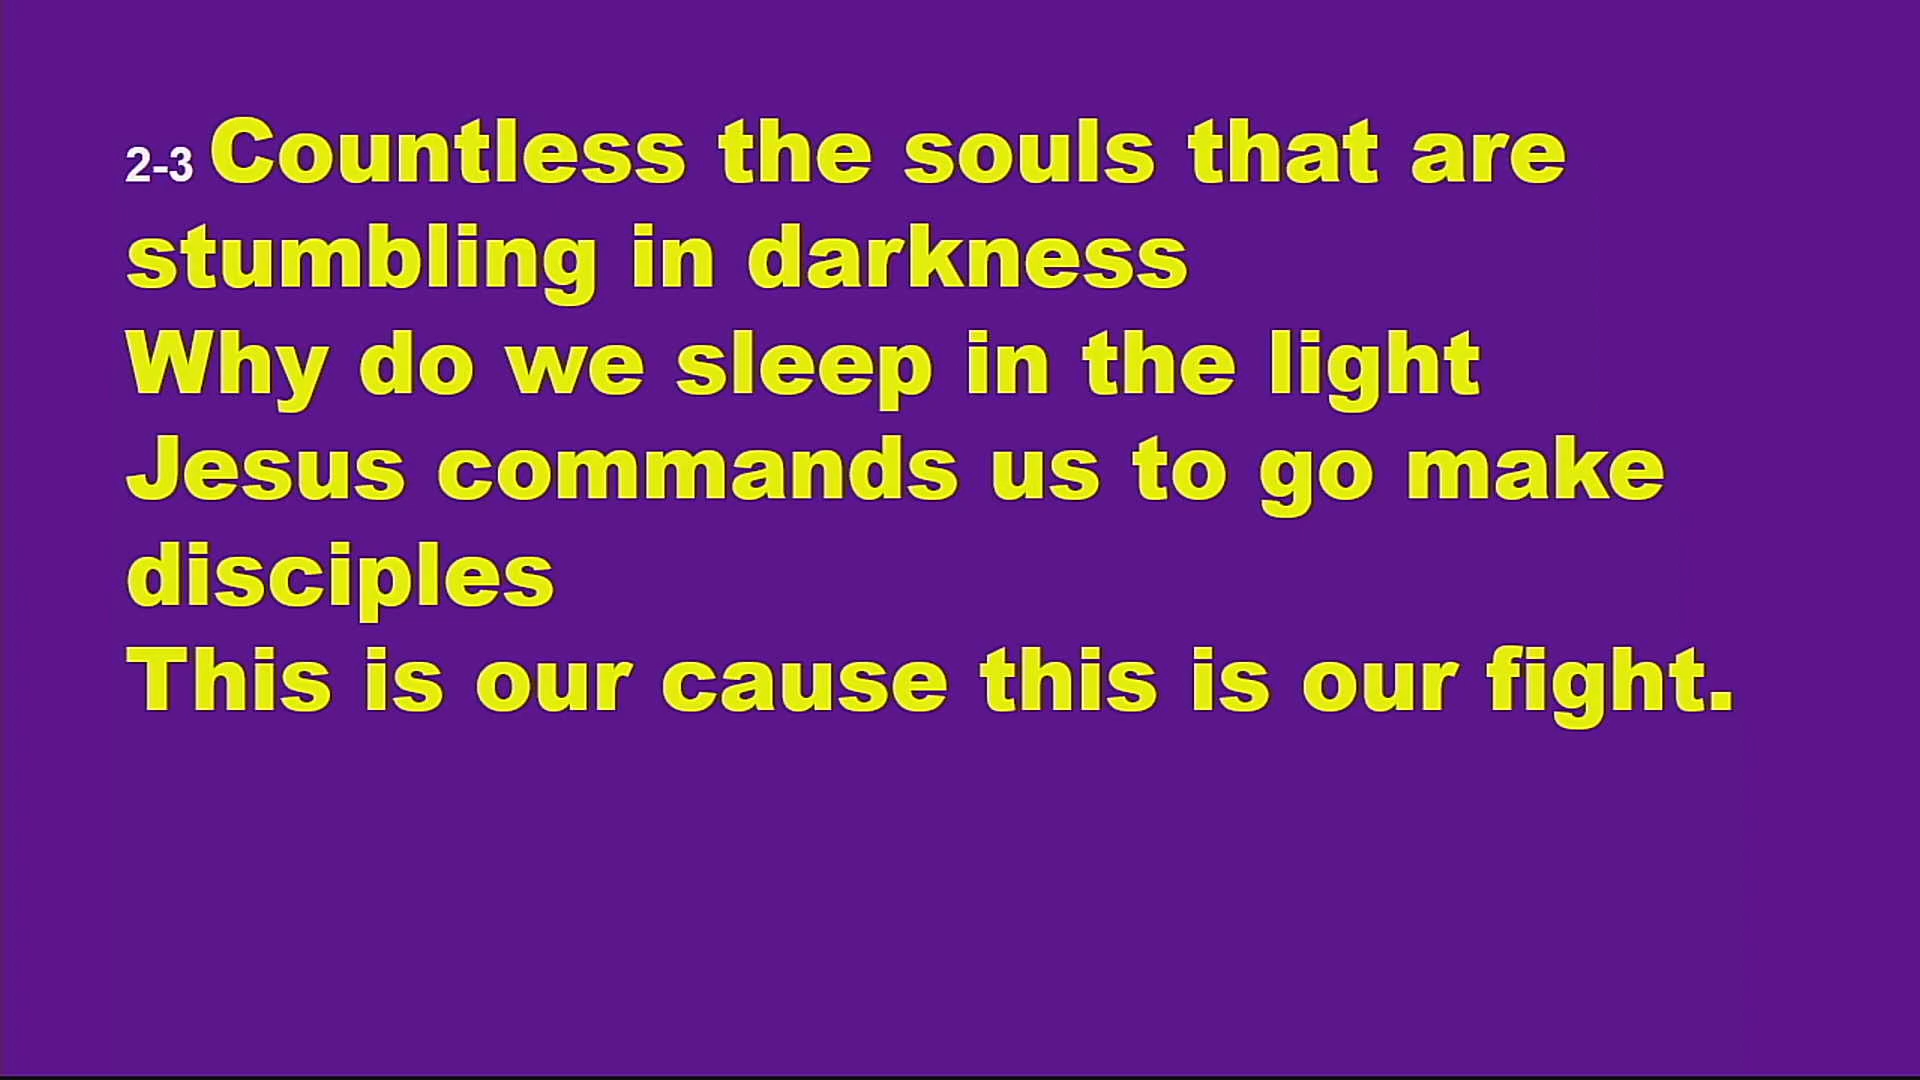 2-3 Countless the souls that are
stumbling in darkness
Why do we sleep in the light
Jesus commands us to go make
disciples
This is our cause this is our fight.